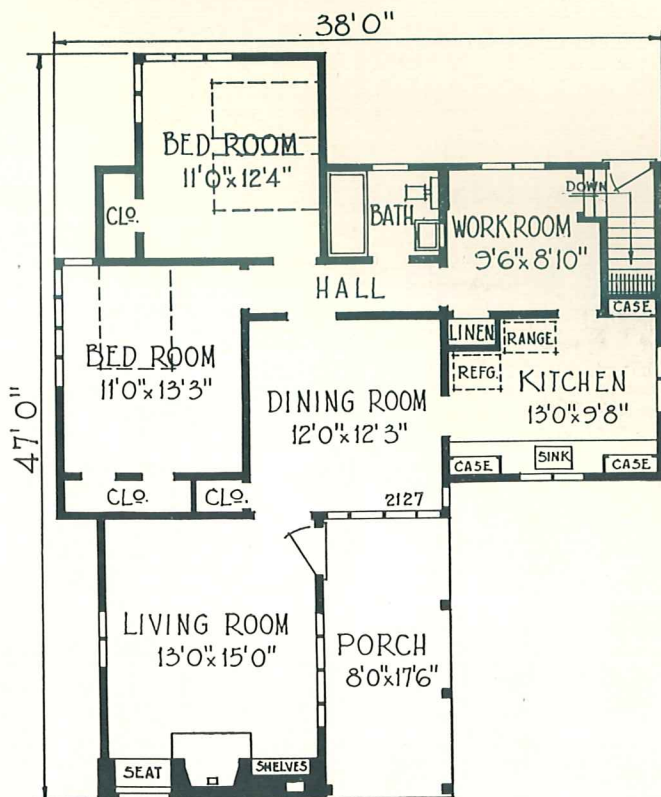 38'0"
BED ROOM
11'0"x12'4"
CLO.
BATH
DOWN
WORKROOM
9'6"x8'10"
HALL
CASE
LINEN
RANGE
REFG.
KITCHEN
13'0"x9'8"
BED ROOM
11'0"x13'3"
47'0"
DINING ROOM
12'0"x12'3"
CASE
SINK
CASE
CLO.
CLO.
2127
LIVING ROOM
13'0"x15'0"
PORCH
8'0"x17'6"
SEAT
SHELVES